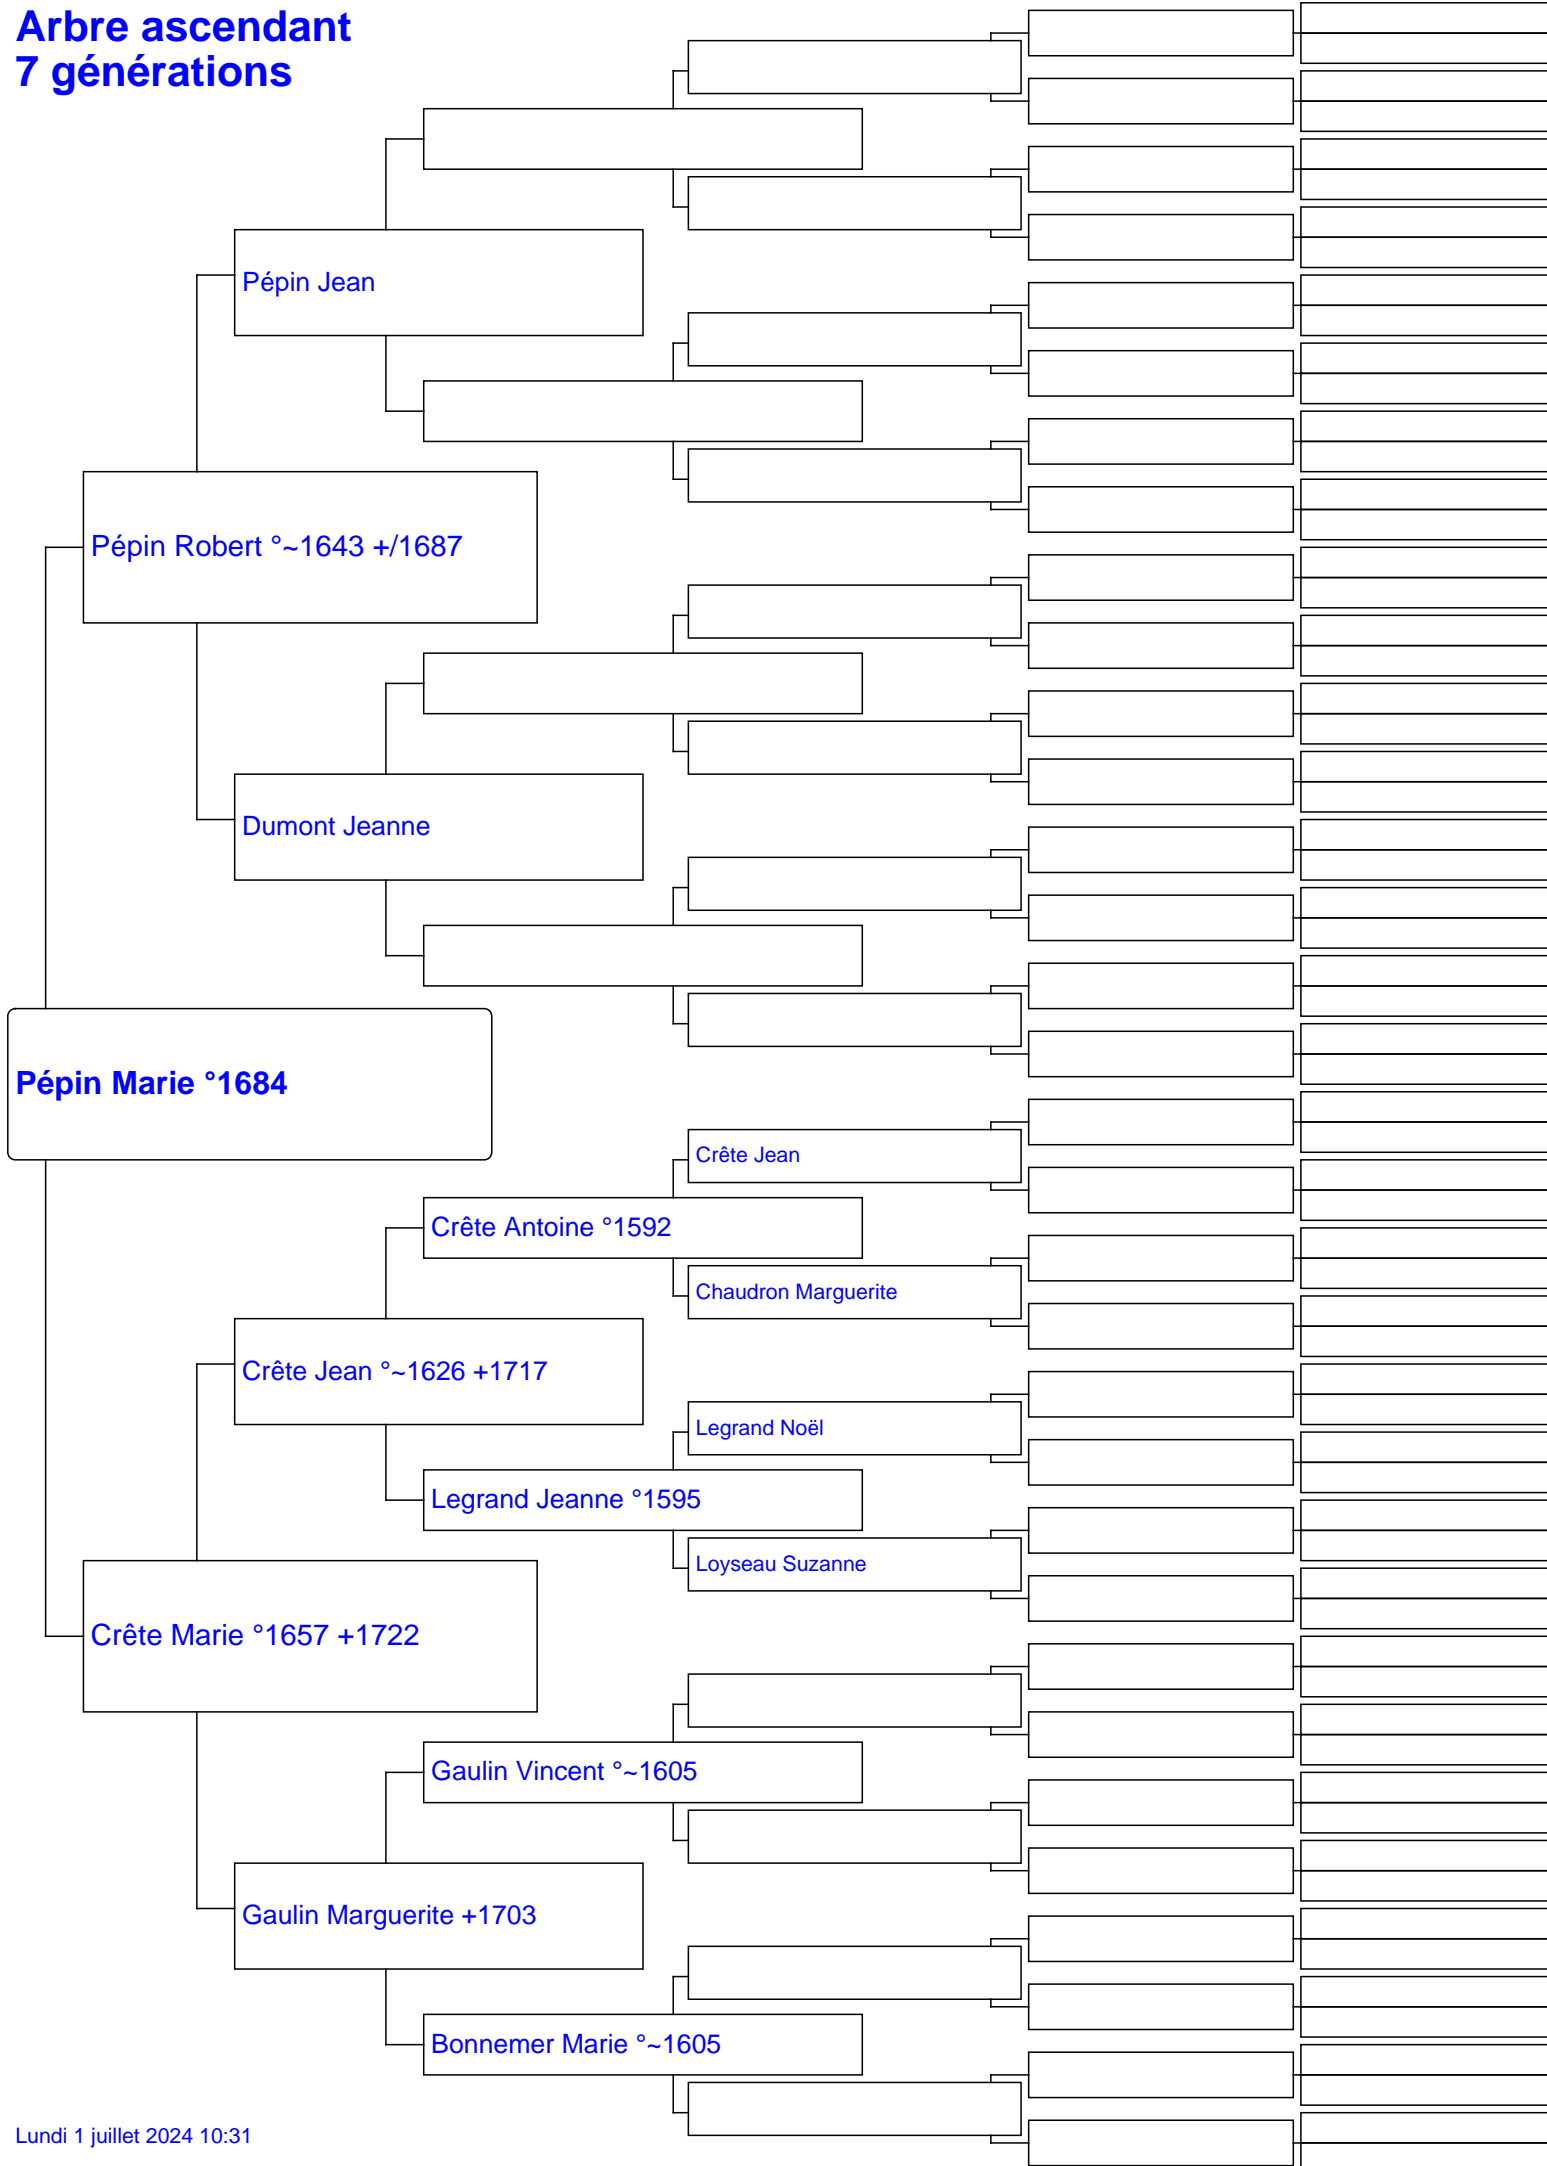 Arbre ascendant
7 générations
Pépin Jean
Pépin Robert °~1643 +/1687
Dumont Jeanne
Pépin Marie °1684
Crête Jean
Crête Antoine °1592
Chaudron Marguerite
Crête Jean °~1626 +1717
Legrand Noël
Legrand Jeanne °1595
Loyseau Suzanne
Crête Marie °1657 +1722
Gaulin Vincent °~1605
Gaulin Marguerite +1703
Bonnemer Marie °~1605
Lundi 1 juillet 2024 10:31